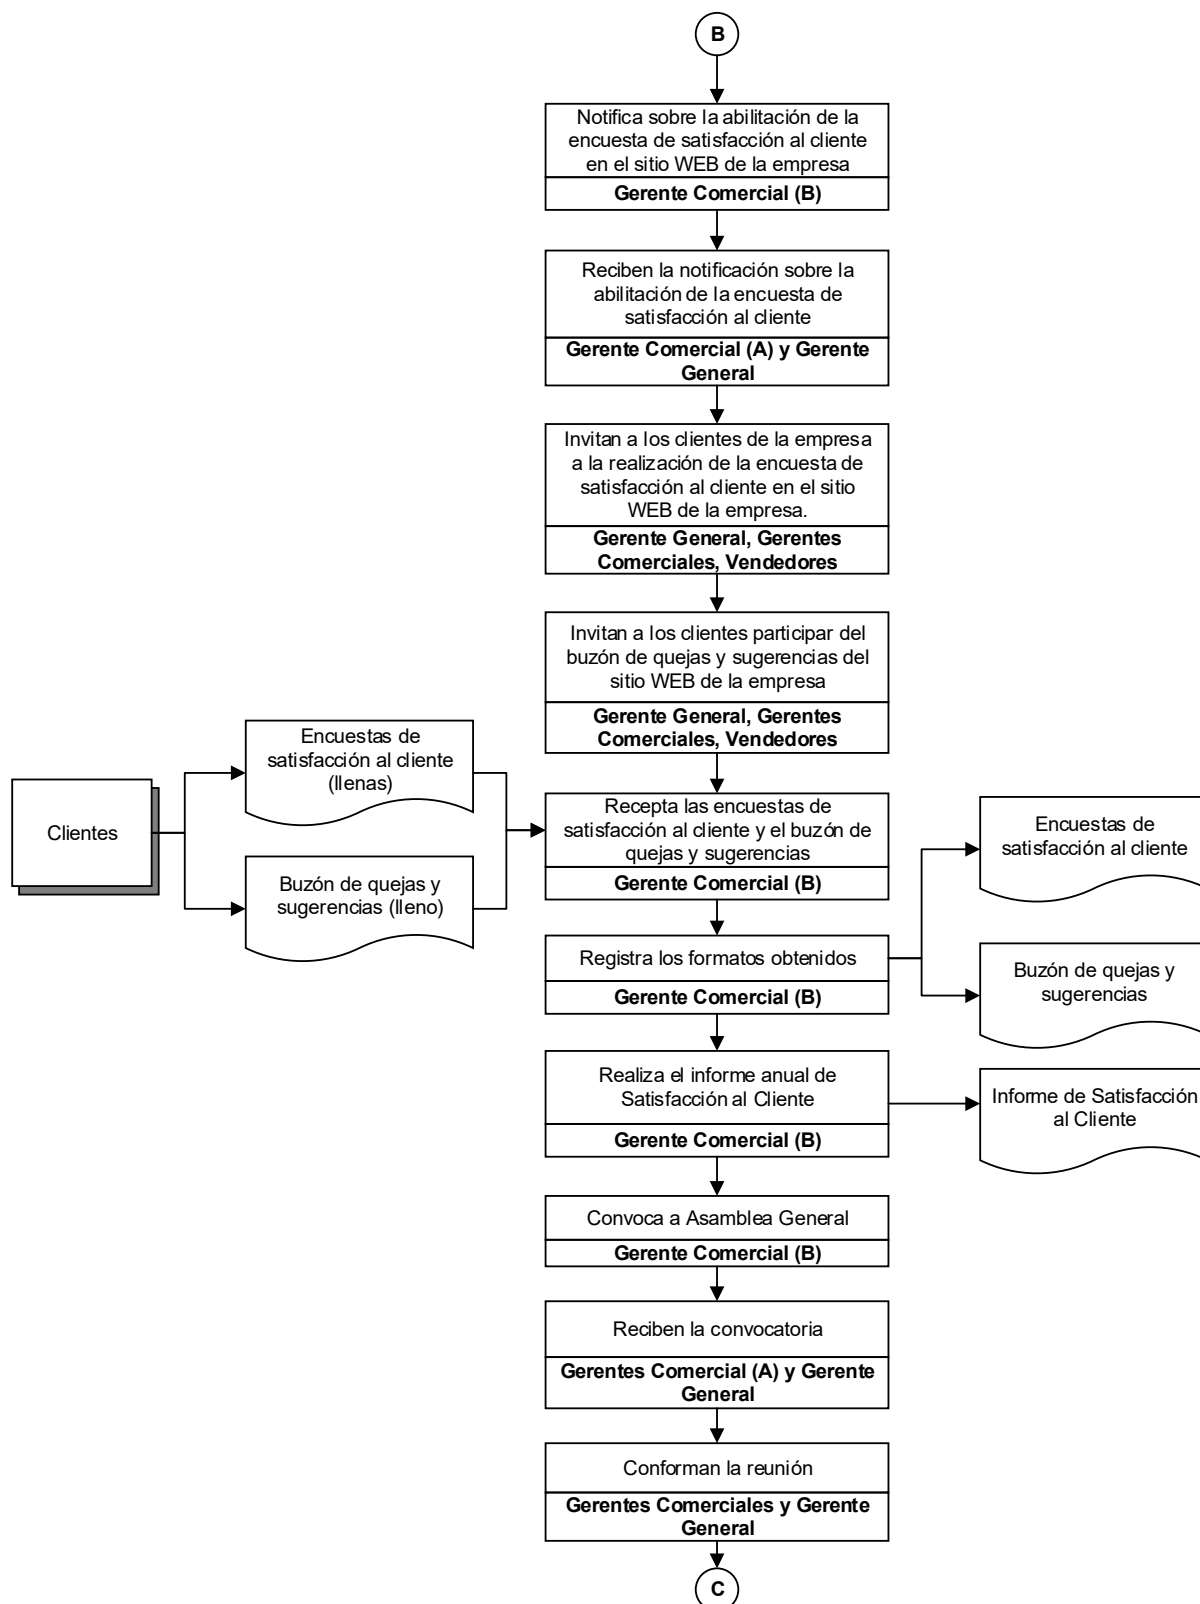 B
Notifica sobre la abilitación de la
encuesta de satisfacción al cliente
en el sitio WEB de la empresa
Gerente Comercial (B)
Reciben la notificación sobre la
abilitación de la encuesta de
satisfacción al cliente
Gerente Comercial (A) y Gerente
General
Invitan a los clientes de la empresa
a la realización de la encuesta de
satisfacción al cliente en el sitio
WEB de la empresa.
Gerente General, Gerentes
Comerciales, Vendedores
Invitan a los clientes participar del
buzón de quejas y sugerencias del
sitio WEB de la empresa
Gerente General, Gerentes
Comerciales, Vendedores
Clientes
Encuestas de
satisfacción al cliente
(llenas)
Buzón de quejas y
sugerencias (lleno)
Recepta las encuestas de
satisfacción al cliente y el buzón de
quejas y sugerencias
Gerente Comercial (B)
Encuestas de
satisfacción al cliente
Registra los formatos obtenidos
Gerente Comercial (B)
Buzón de quejas y
sugerencias
Realiza el informe anual de
Satisfacción al Cliente
Gerente Comercial (B)
Informe de Satisfacción
al Cliente
Convoca a Asamblea General
Gerente Comercial (B)
Reciben la convocatoria
Gerentes Comercial (A) y Gerente
General
Conforman la reunión
Gerentes Comerciales y Gerente
General
C